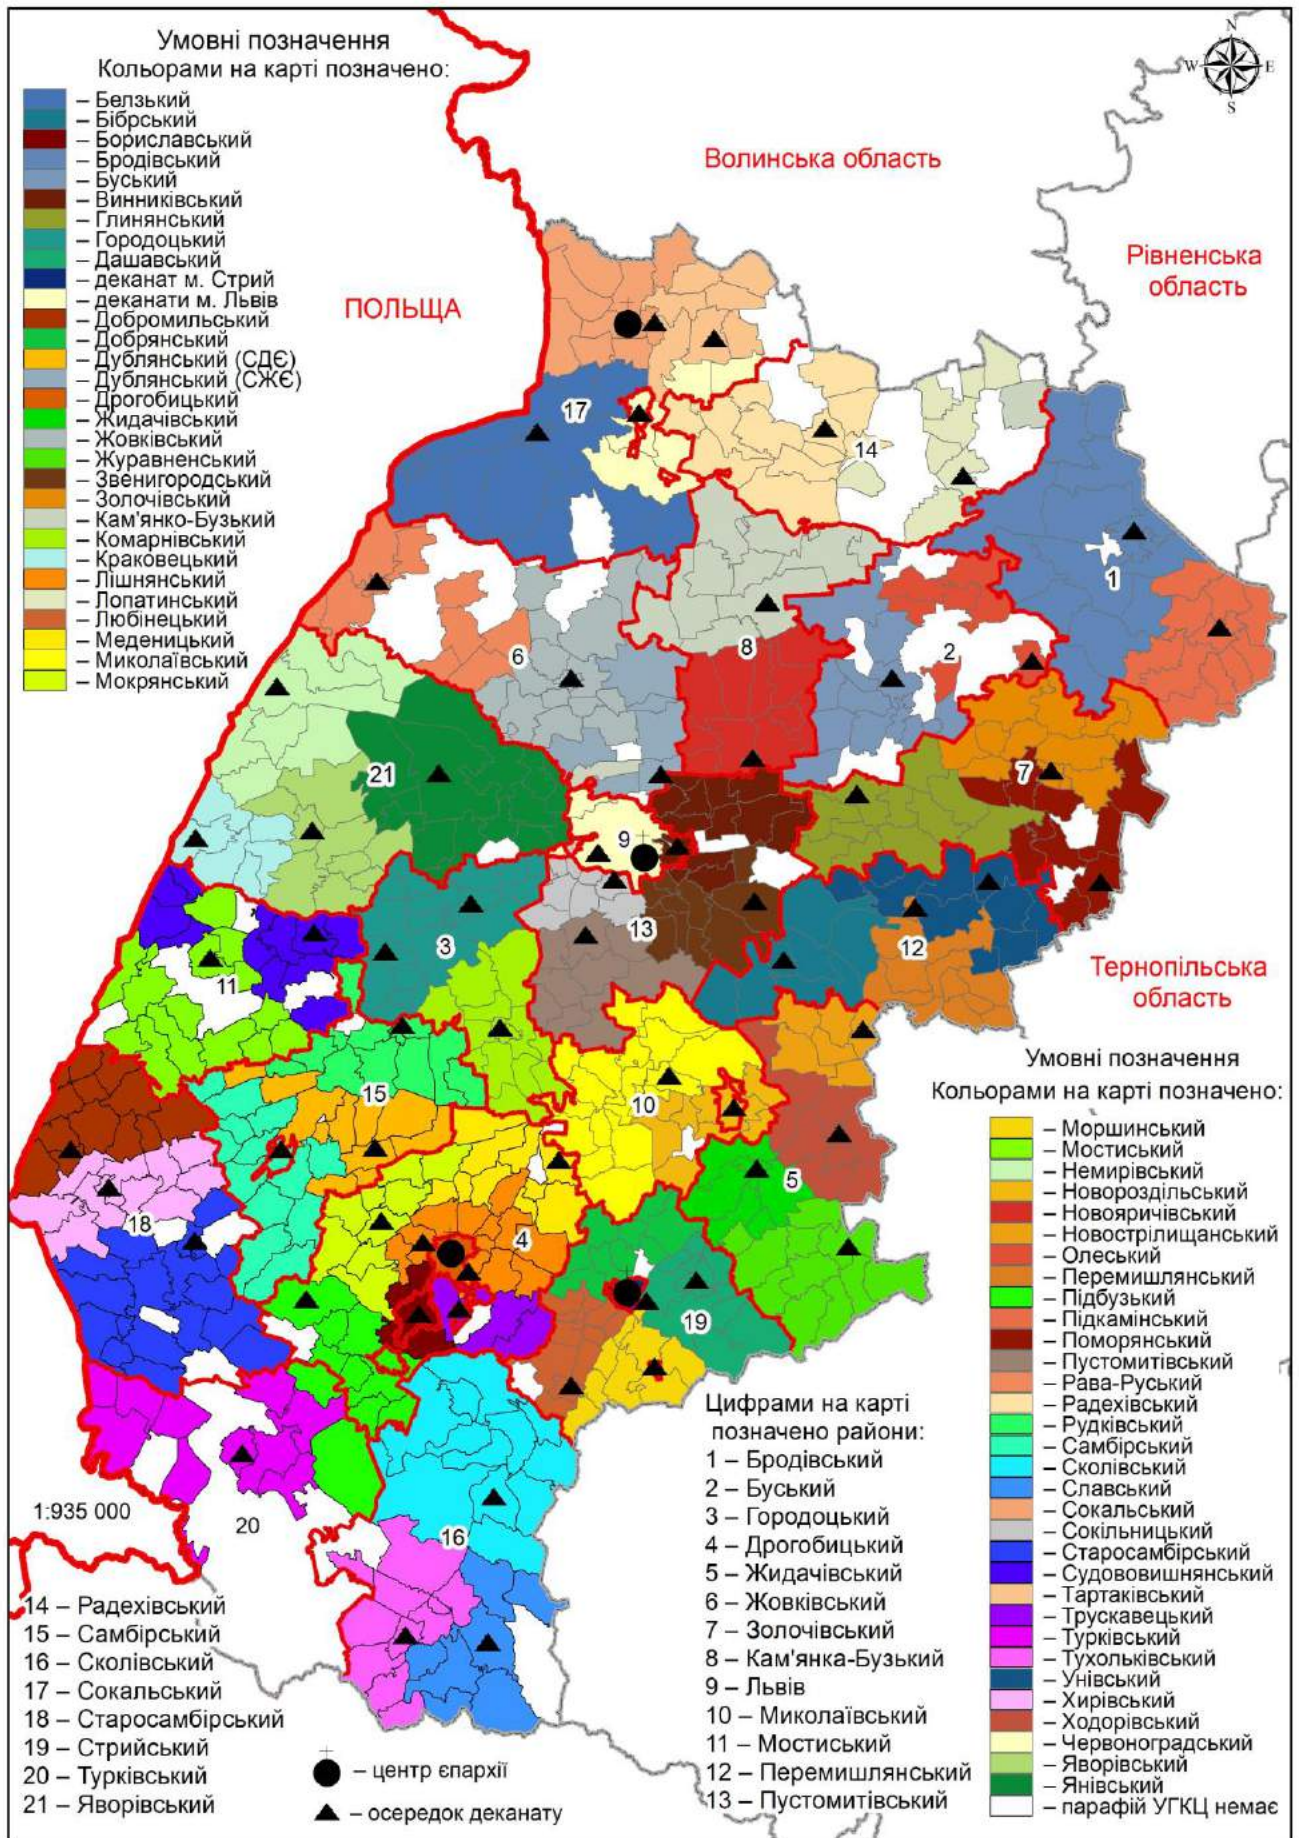 Умовні позначення
Кольорами на карті позначено:
– Белзький
– Бібрський
– Бориславський
– Бродівський
– Буський
– Винниківський
– Глинянський
– Городоцький
– Дашавський
– деканат м. Стрий
– деканати м. Львів
– Добромильський
– Добрянський
– Дублянський (СДЄ)
– Дублянський (СЖЄ)
– Дрогобицький
– Жидачівський
– Жовківський
– Журавненський
– Звенигородський
– Золочівський
– Кам'янко-Бузький
– Комарнівський
– Краковецький
– Лішнянський
– Лопатинський
– Любінецький
– Меденицький
– Миколаївський
– Мокрянський
N
W E
S
Волинська область
Рівненська
область
ПОЛЬЩА
17
14
1
6
8
2
21
7
9
3
13
12
11
Тернопільська
область
15
10
5
18
4
19
20
16
1:935 000
Умовні позначення
Кольорами на карті позначено:
– Моршинський
– Мостиський
– Немирівський
– Новороздільський
– Новояричівський
– Новострілищанський
– Олеський
– Перемишлянський
– Підбузький
– Підкамінський
– Поморянський
– Пустомитівський
– Рава-Руський
– Радехівський
– Рудківський
– Самбірський
– Сколівський
– Славський
– Сокальський
– Сокільницький
– Старосамбірський
– Судововишнянський
– Тартаківський
– Трускавецький
– Турківський
– Тухольківський
– Унівський
– Хирівський
– Ходорівський
– Червоноградський
– Яворівський
– Янівський
– парафій УГКЦ немає
Цифрами на карті
позначено райони:
1 – Бродівський
2 – Буський
3 – Городоцький
4 – Дрогобицький
5 – Жидачівський
6 – Жовківський
7 – Золочівський
8 – Кам'янка-Бузький
9 – Львів
10 – Миколаївський
11 – Мостиський
12 – Перемишлянський
13 – Пустомитівський
14 – Радехівський
15 – Самбірський
16 – Сколівський
17 – Сокальський
18 – Старосамбірський
19 – Стрийський
20 – Турківський
21 – Яворівський
– центр єпархії
– осередок деканату